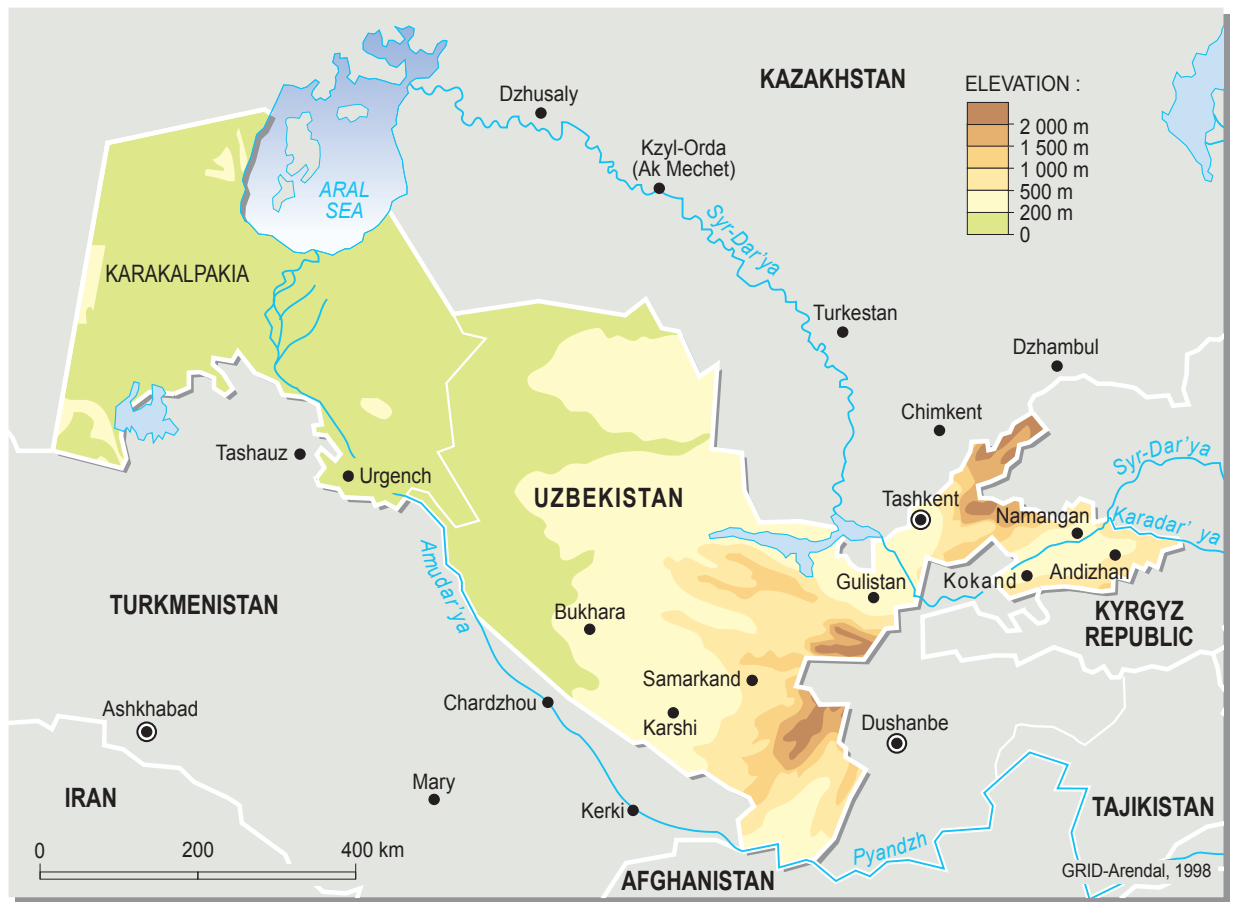 KAZAKHSTAN
ELEVATION :
2 000 m
1 500 m
1 000 m
500 m
200 m
0
Dzhusaly
Kzyl-Orda
(Ak Mechet)
ARAL
SEA
Syr-Dar'ya
KARAKALPAKIA
Turkestan
Dzhambul
Chimkent
Tashauz
Urgench
UZBEKISTAN
Tashkent
Syr-Dar'ya
Namangan
Karadar' ya
Amudar'ya
Gulistan
Kokand
Andizhan
TURKMENISTAN
Bukhara
KYRGYZ
REPUBLIC
Samarkand
Chardzhou
Karshi
Ashkhabad
Dushanbe
Mary
IRAN
Kerki
TAJIKISTAN
Pyandzh
0 200 400 km
AFGHANISTAN
GRID-Arendal, 1998